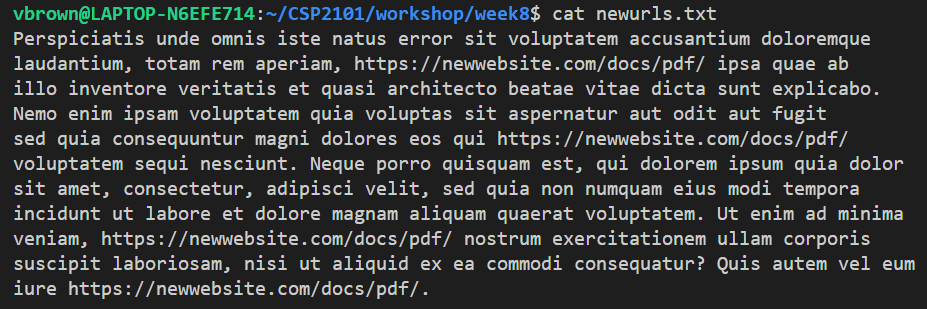 vbrown@LAPTOP-N6EFE714:~/CSP2101/workshop/week8$ cat newurls.txt
Perspiciatis unde omnis iste natus error sit voluptatem accusantium doloremque
laudantium, totam rem aperiam, https://newwebsite.com/docs/pdf/ ipsa quae ab
illo inventore veritatis et quasi architecto beatae vitae dicta sunt explicabo.
Nemo enim ipsam voluptatem quia voluptas sit aspernatur aut odit aut fugit
sed quia consequuntur magni dolores eos qui https://newwebsite.com/docs/pdf/
voluptatem sequi nesciunt. Neque porro quisquam est, qui dolorem ipsum quia dolor
sit amet, consectetur, adipisci velit, sed quia non numquam eius modi tempora
incidunt ut labore et dolore magnam aliquam quaerat voluptatem. Ut enim ad minima
veniam, https://newwebsite.com/docs/pdf/ nostrum exercitationem ullam corporis
suscipit laboriosam, nisi ut aliquid ex ea commodi consequatur? Quis autem vel eum
iure https://newwebsite.com/docs/pdf/.